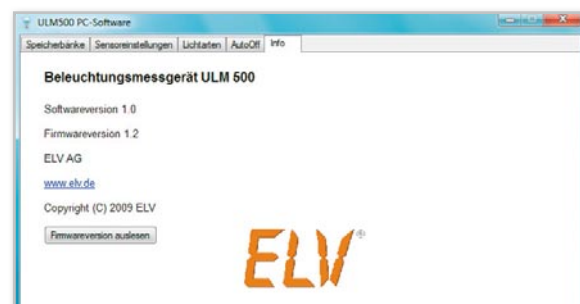 ULM500 PC-Software
Speicherbänke Sensoreinstellungen Lichtarten AutoOff Info
Beleuchtungsmessgerät ULM 500
Softwareversion 1.0
Firmwareversion 1.2
ELV AG
www.elv.de
Copyright (C) 2009 ELV
Firmwareversion auslesen
ELV